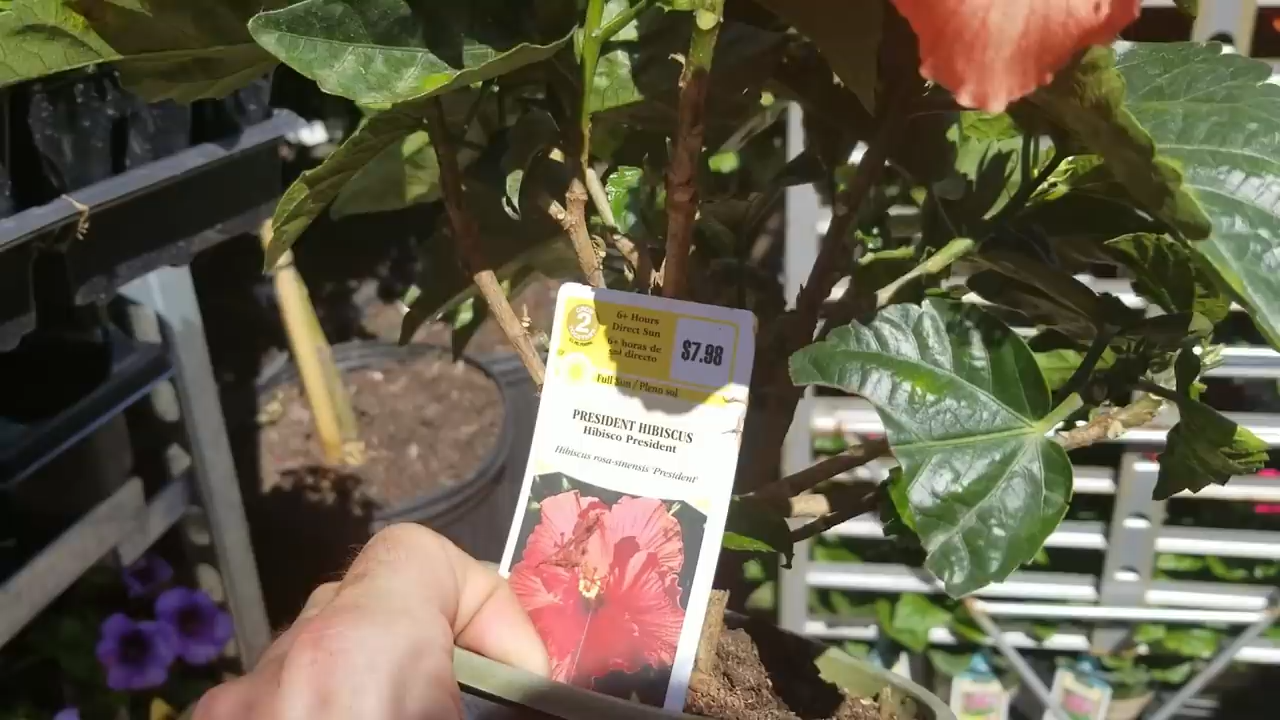 2
6+ Hours
Direct Sun
6+ horas de
sol directo
$7.98
Full Sun / Pleno sol
PRESIDENT HIBISCUS
Hibisco President
Hibiscus rosa-sinensis 'President'